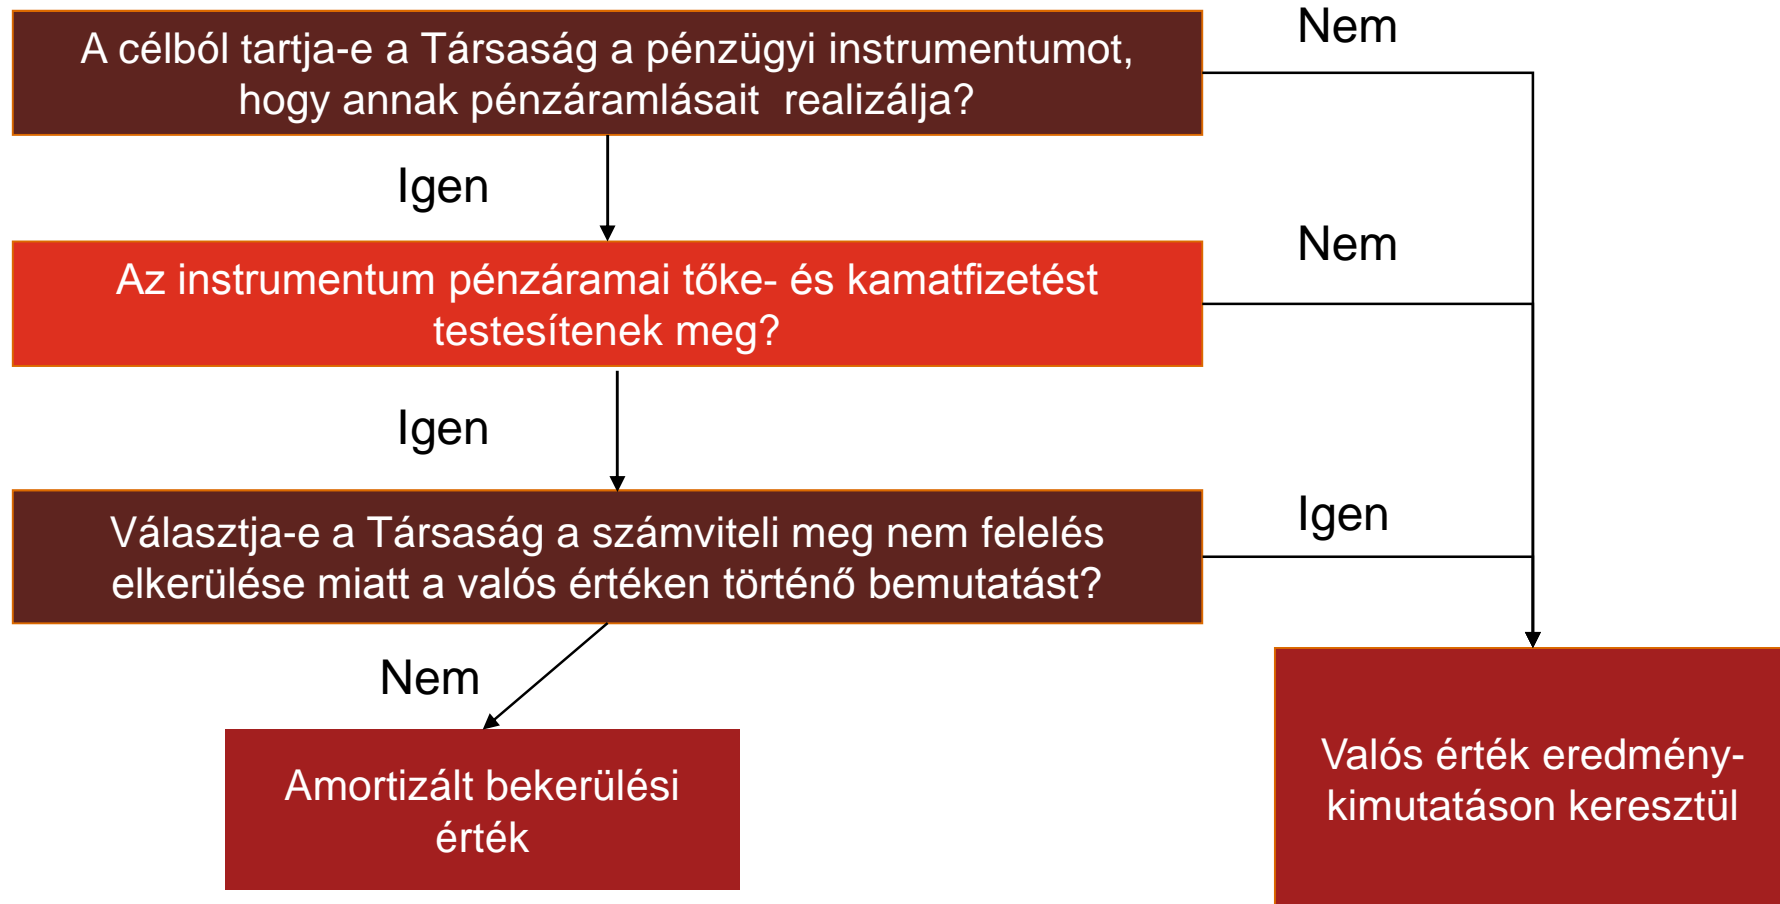 Nem
A célból tartja-e a Társaság a pénzügyi instrumentumot,
hogy annak pénzáramlásait realizálja?
Igen
Nem
Az instrumentum pénzáramai tőke- és kamatfizetést
testesítenek meg?
Igen
Igen
Választja-e a Társaság a számviteli meg nem felelés
elkerülése miatt a valós értéken történő bemutatást?
Nem
Amortizált bekerülési
érték
Valós érték eredmény-
kimutatáson keresztül